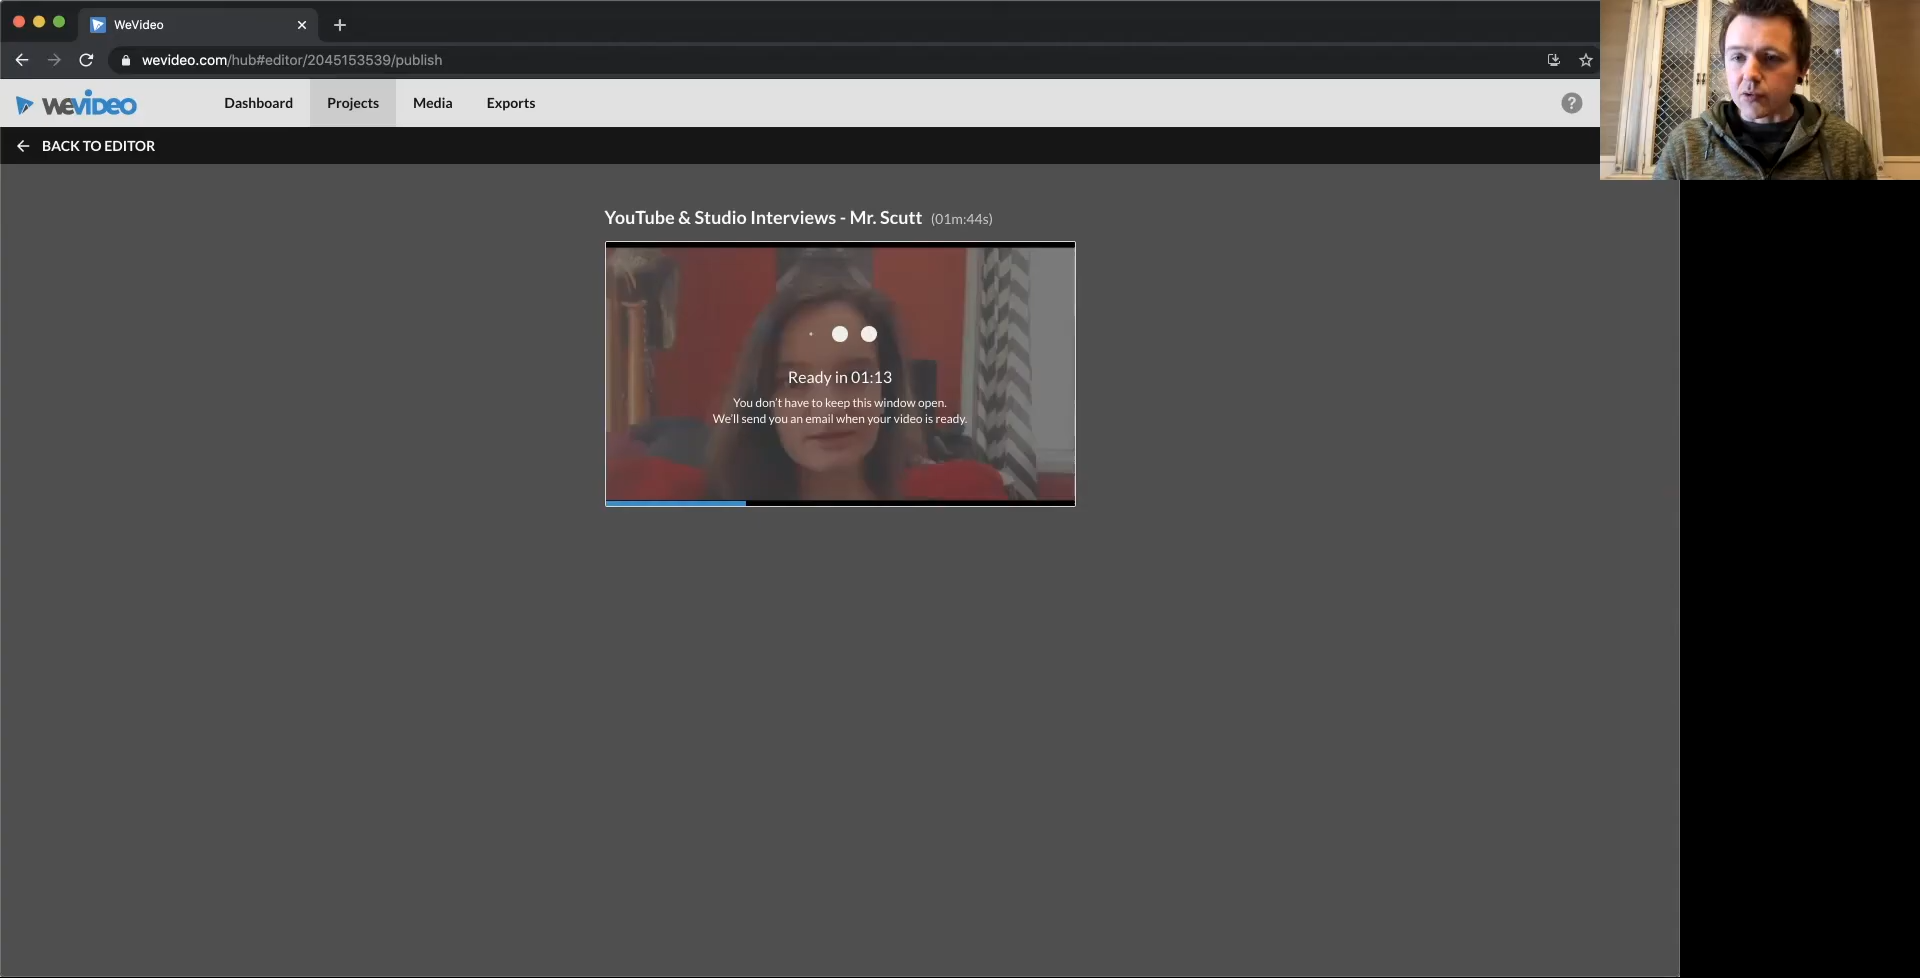 WeVideo
wevideo.com/hub#editor/2045153539/publish
WEVIDEO Dashboard Projects Media Exports ?
BACK TO EDITOR
YouTube & Studio Interviews - Mr. Scutt (01m:44s)
Ready in 01:13
You don't have to keep this window open.
We'll send you an email when your video is ready.